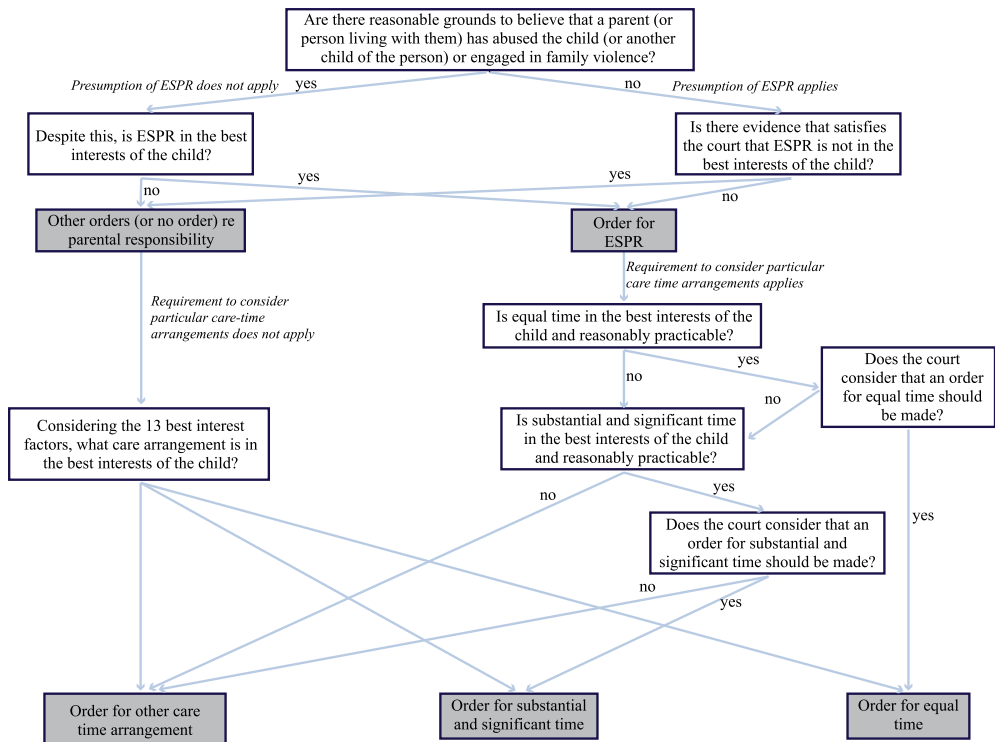 Are there reasonable grounds to believe that a parent (or
person living with them) has abused the child (or another
child of the person) or engaged in family violence?
Presumption of ESPR does not apply
yes
no
Presumption of ESPR applies
Despite this, is ESPR in the best
interests of the child?
Is there evidence that satisfies
the court that ESPR is not in the
best interests of the child?
no
yes
yes
no
Other orders (or no order) re
parental responsibility
Order for
ESPR
Requirement to consider
particular care-time
arrangements does not apply
Requirement to consider particular
care time arrangements applies
Is equal time in the best interests of the
child and reasonably practicable?
yes
no
Does the court
consider that an order
for equal time should
be made?
no
Considering the 13 best interest
factors, what care arrangement is in
the best interests of the child?
Is substantial and significant time
in the best interests of the child
and reasonably practicable?
no
yes
yes
Does the court consider that an
order for substantial and
significant time should be made?
no
yes
Order for other care
time arrangement
Order for substantial
and significant time
Order for equal
time